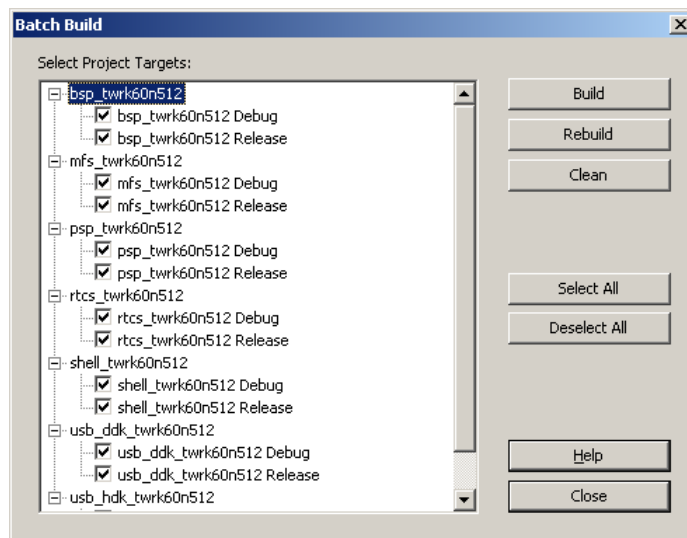 Batch Build
Select Project Targets:
bsp_twrk60n512
bsp_twrk60n512 Debug
bsp_twrk60n512 Release
mfs_twrk60n512
mfs_twrk60n512 Debug
mfs_twrk60n512 Release
psp_twrk60n512
psp_twrk60n512 Debug
psp_twrk60n512 Release
rtcs_twrk60n512
rtcs_twrk60n512 Debug
rtcs_twrk60n512 Release
shell_twrk60n512
shell_twrk60n512 Debug
shell_twrk60n512 Release
usb_ddk_twrk60n512
usb_ddk_twrk60n512 Debug
usb_ddk_twrk60n512 Release
usb_hdk_twrk60n512
Build
Rebuild
Clean
Select All
Deselect All
Help
Close